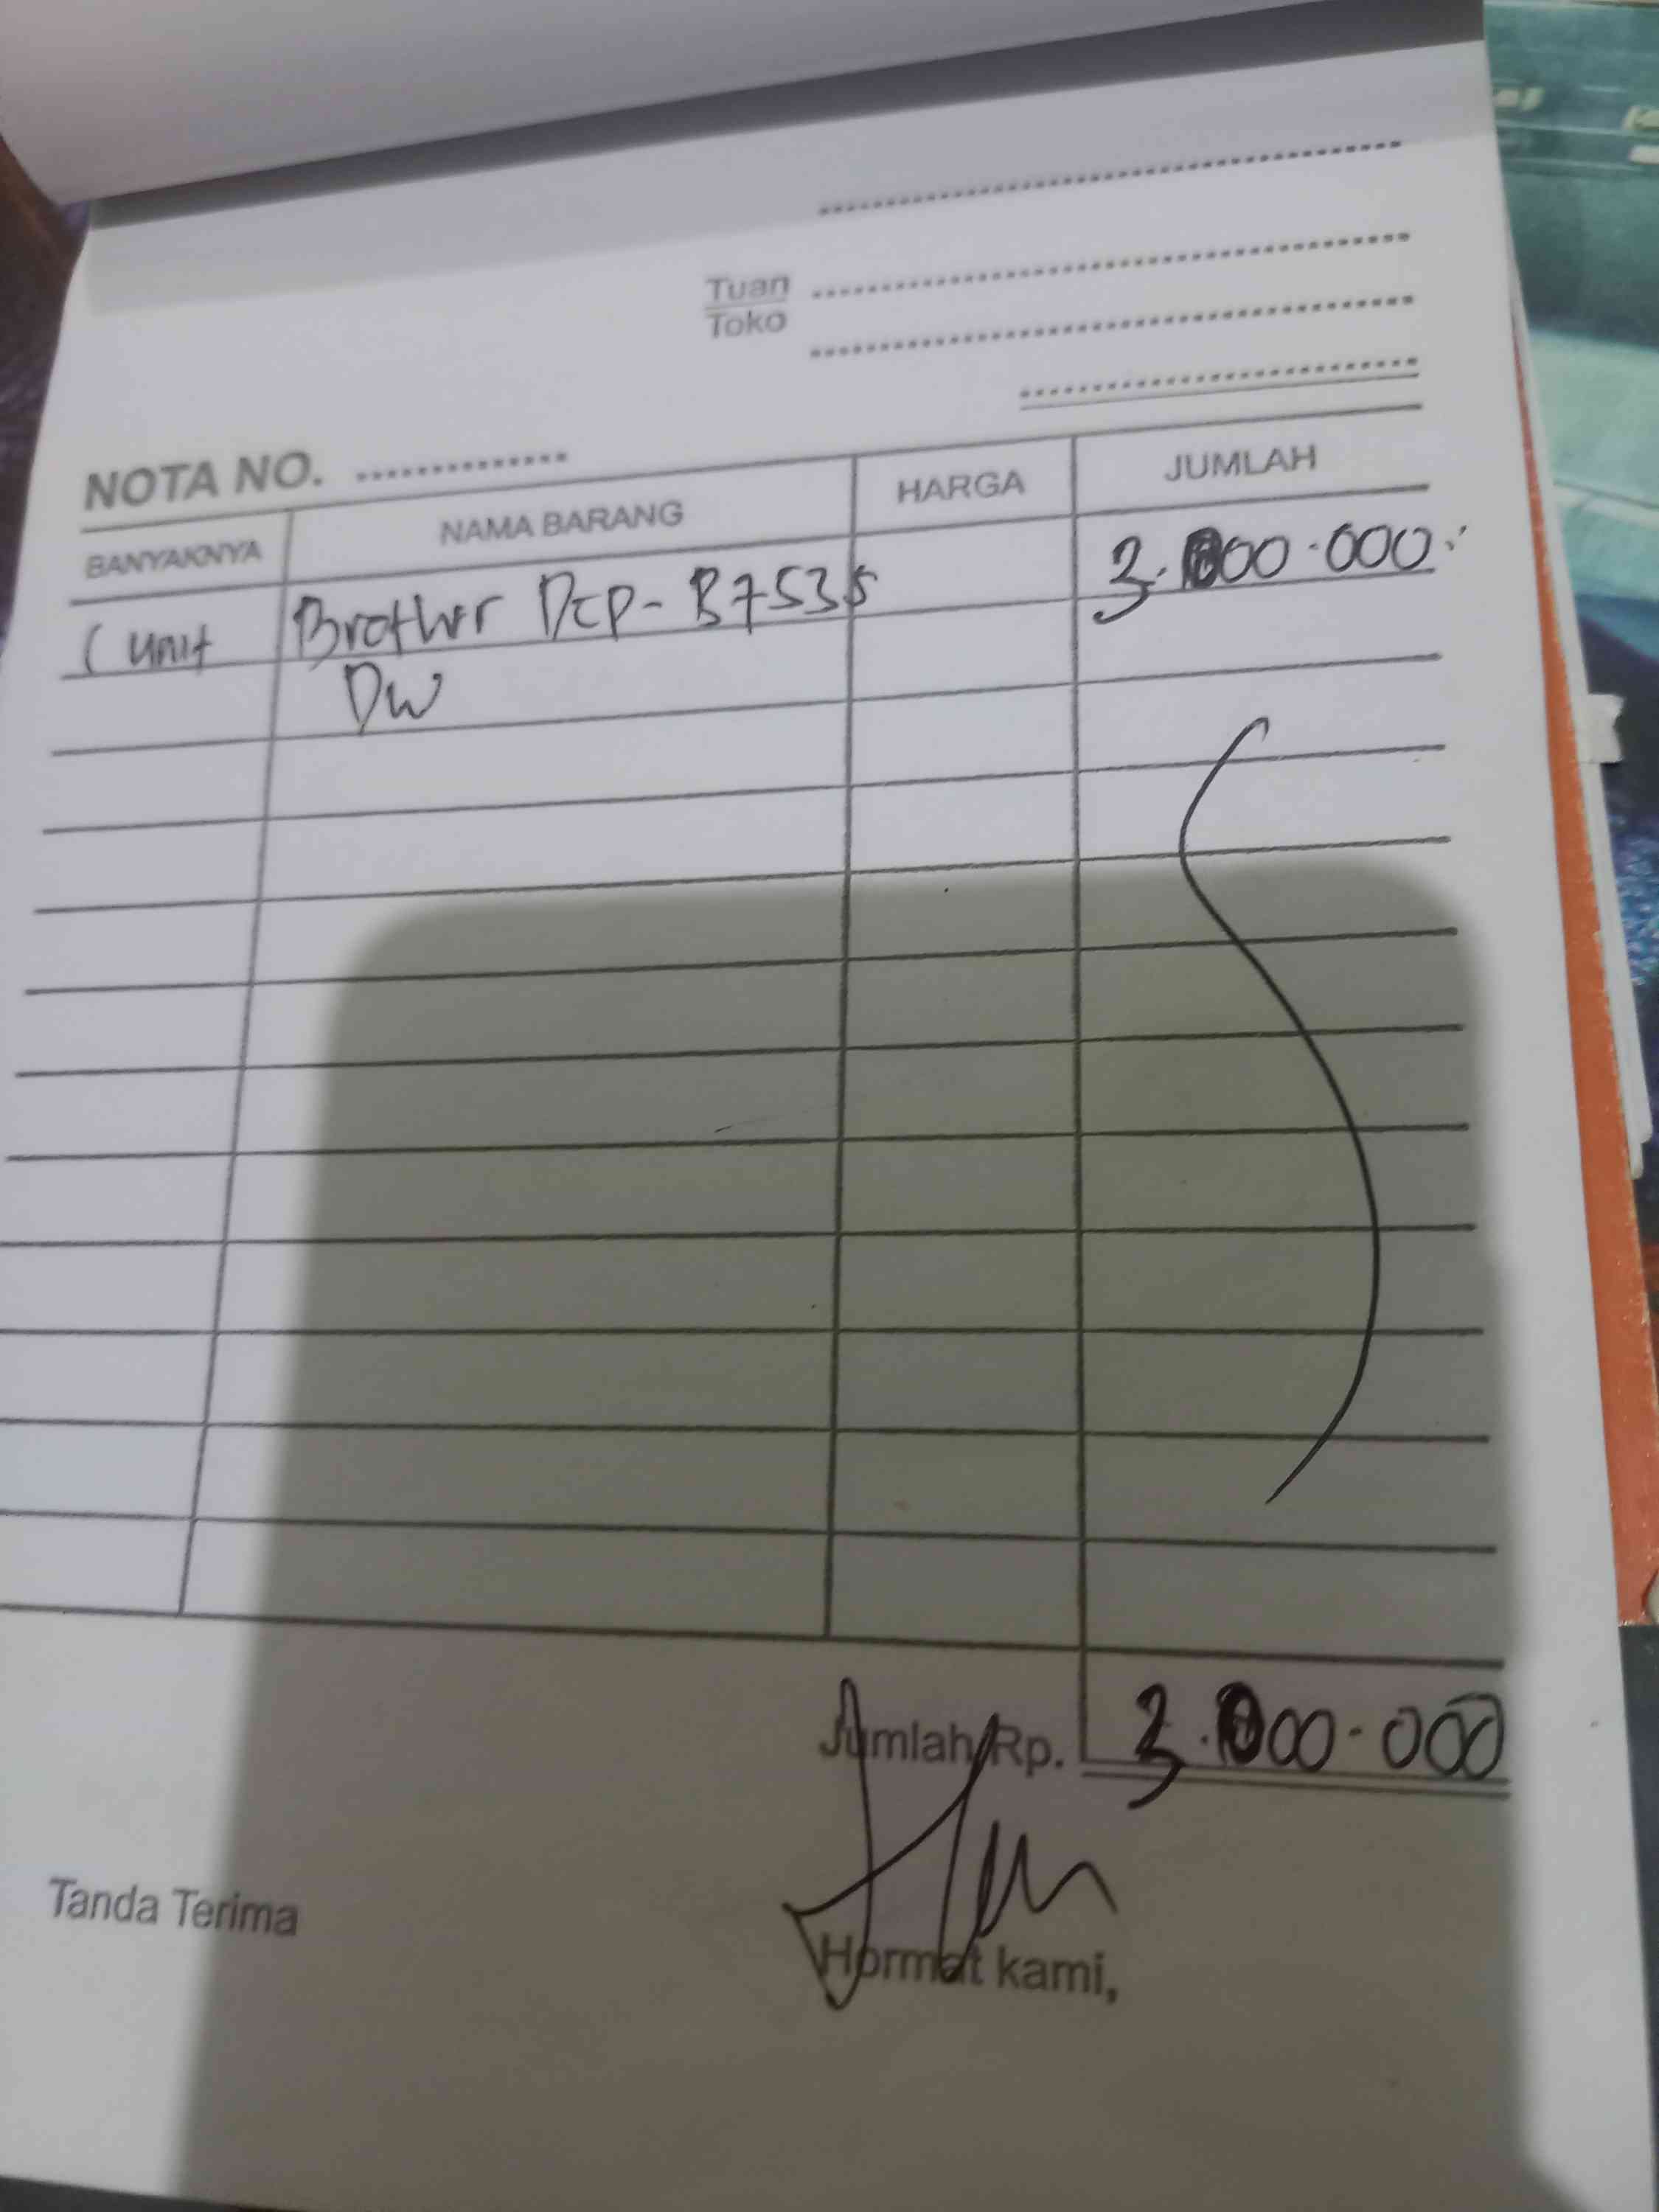 Tuan
Toko
NOTA NO. ..............
BANYAKNYA NAMA BARANG HARGA JUMLAH
1 unit Brother DCP-B7535 3.000.000
DW
Jumlah Rp. 3.000.000
Tanda Terima
Hormat kami,